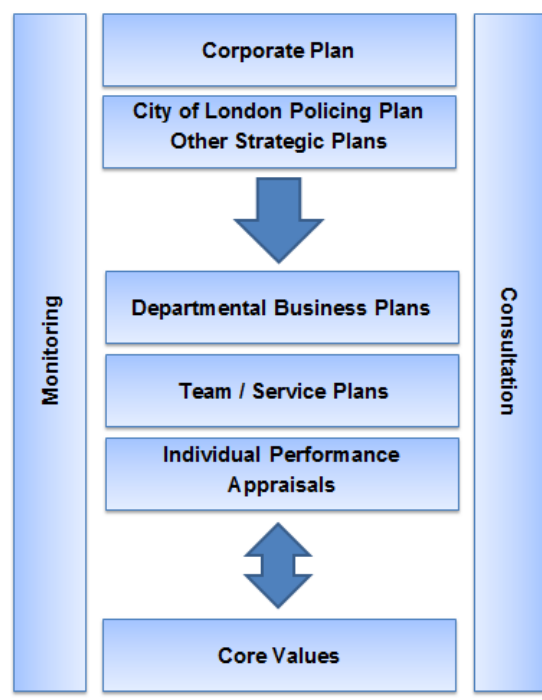 Corporate Plan
City of London Policing Plan
Other Strategic Plans
Monitoring
Departmental Business Plans
Consultation
Team / Service Plans
Individual Performance
Appraisals
Core Values